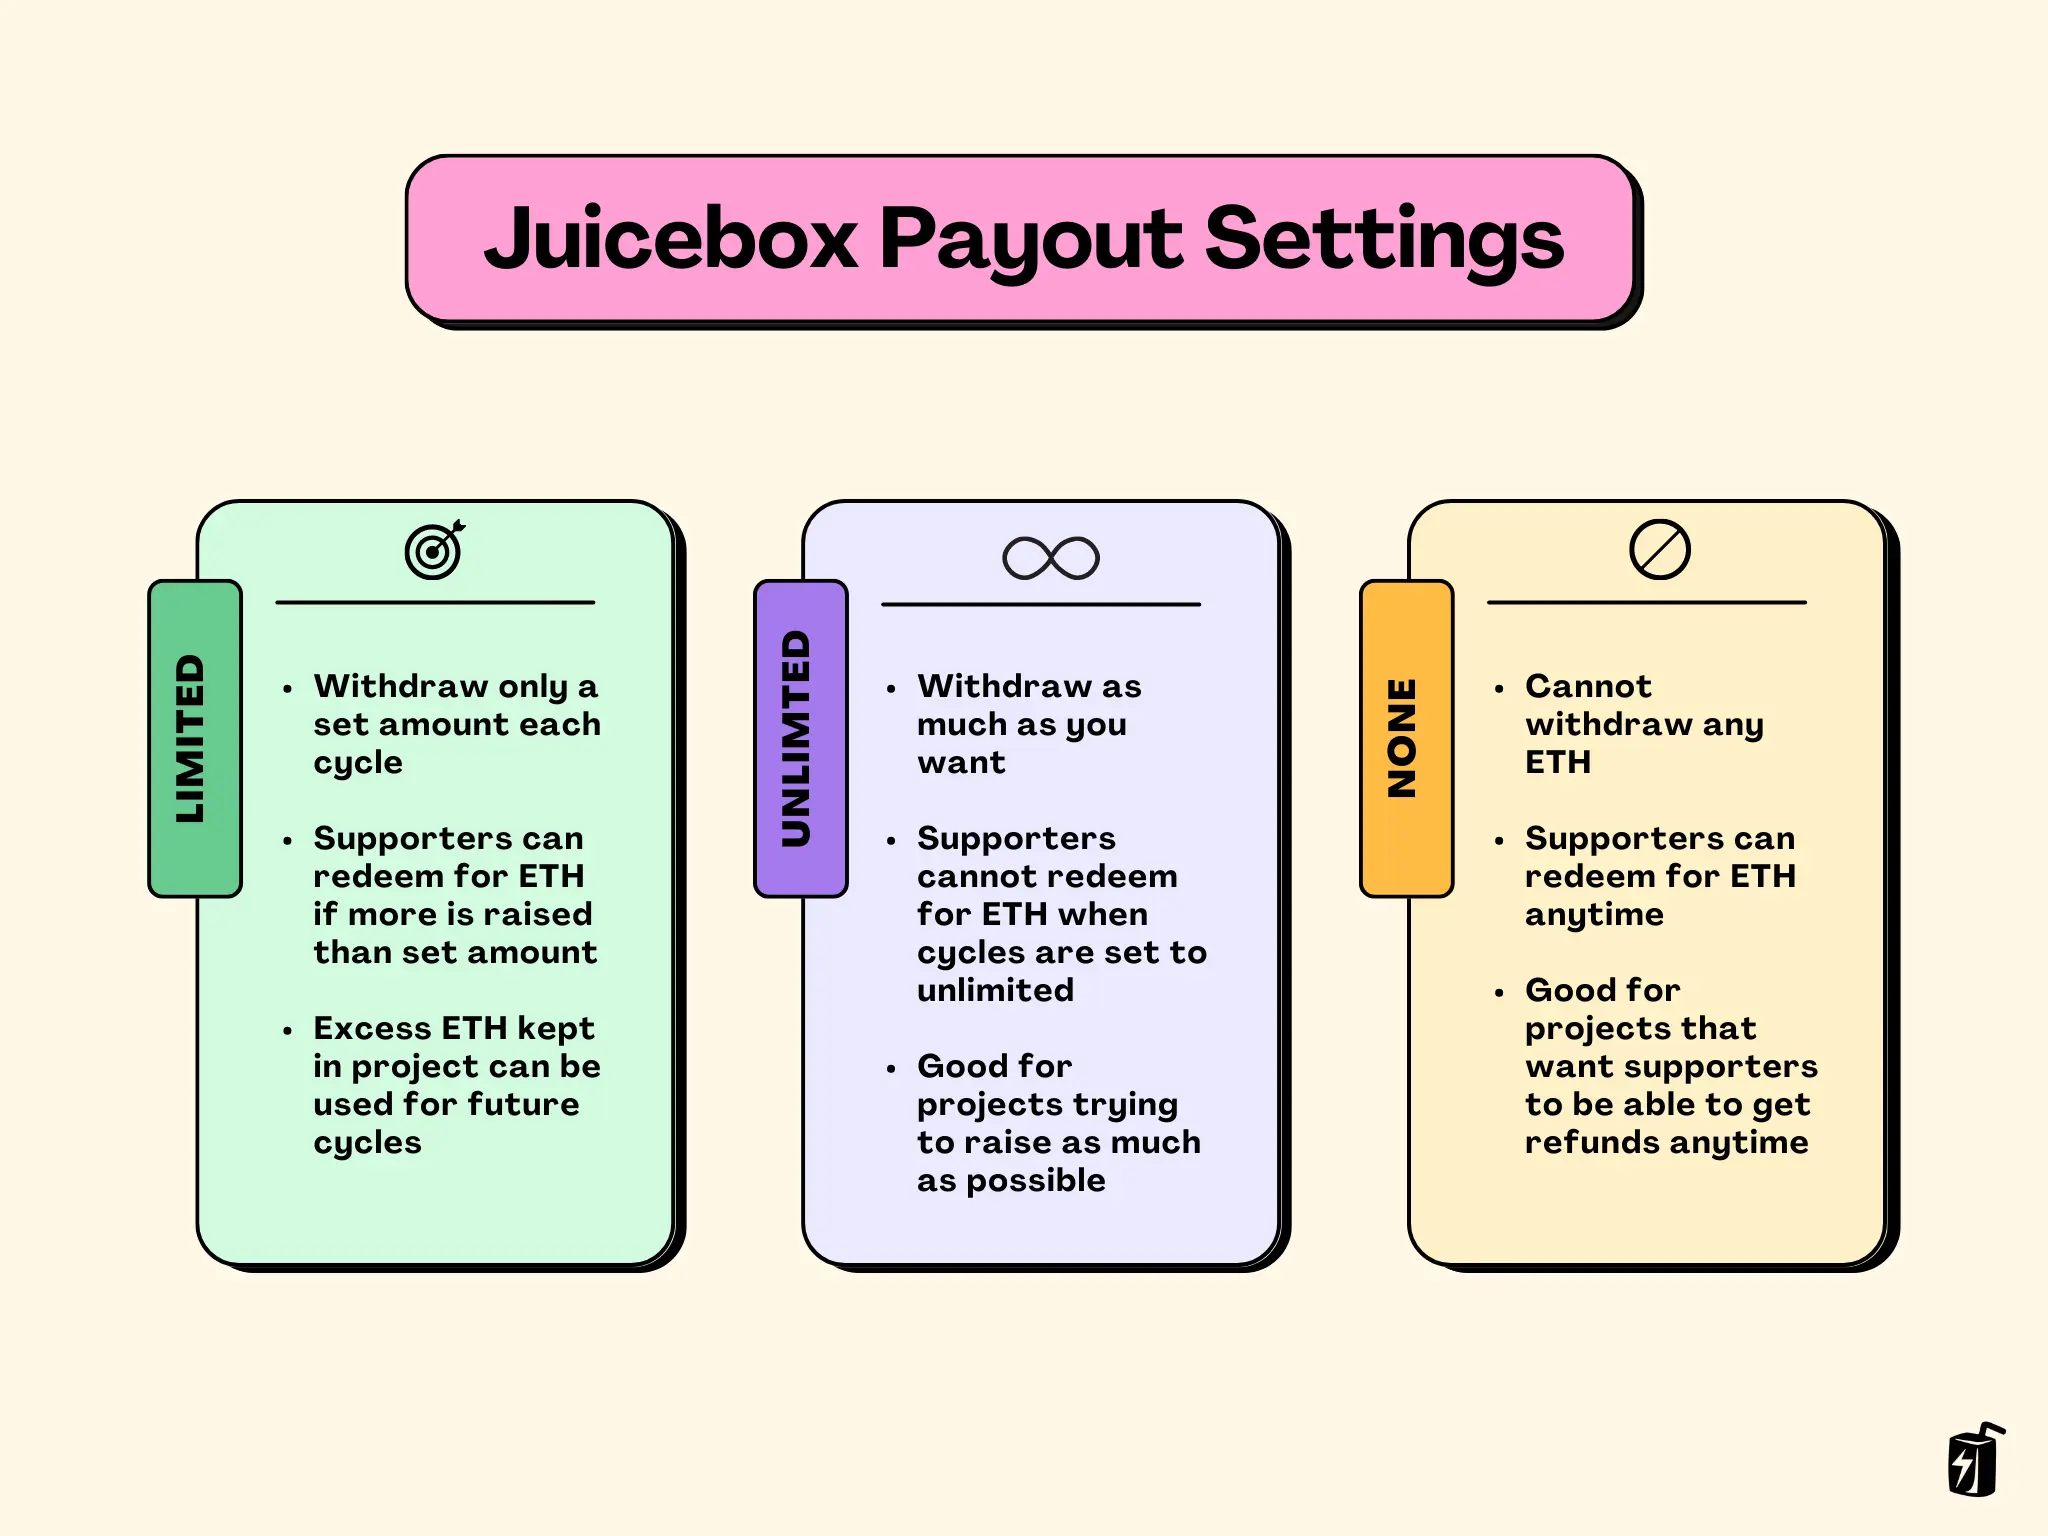 Juicebox Payout Settings
LIMITED
• Withdraw only a
set amount each
cycle
• Supporters can
redeem for ETH
if more is raised
than set amount
• Excess ETH kept
in project can be
used for future
cycles
UNLIMTED
• Withdraw as
much as you
want
• Supporters
cannot redeem
for ETH when
cycles are set to
unlimited
• Good for
projects trying
to raise as much
as possible
NONE
• Cannot
withdraw any
ETH
• Supporters can
redeem for ETH
anytime
• Good for
projects that
want supporters
to be able to get
refunds anytime